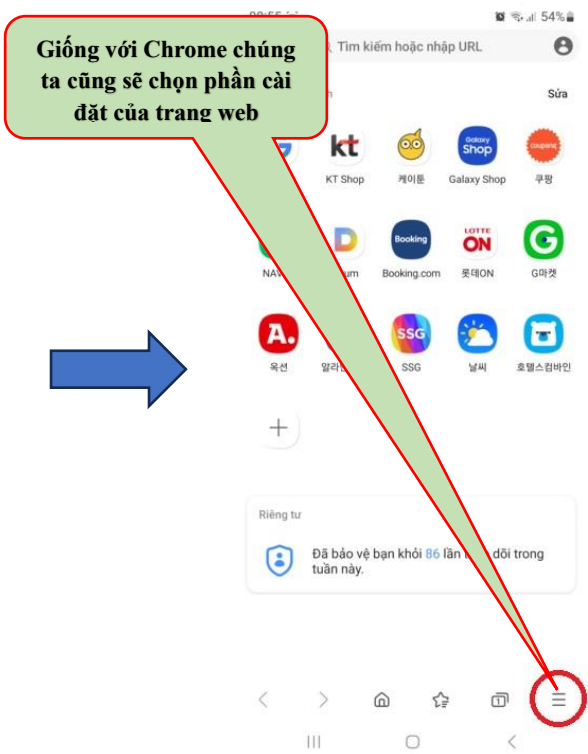 Giống với Chrome chúng
ta cũng sẽ chọn phần cài
đặt của trang web
54%
Tìm kiếm hoặc nhập URL
Sửa
kt
Galaxy
Shop
coupang
KT Shop
케이툰
Galaxy Shop
쿠팡
Booking
LOTTE
ON
G
Booking.com
롯데ON
G마켓
A.
SSG
옥션
SSG
날씨
호텔스컴바인
Riêng tư
Đã bảo vệ bạn khỏi 86 lần dõi trong
tuần này.
1